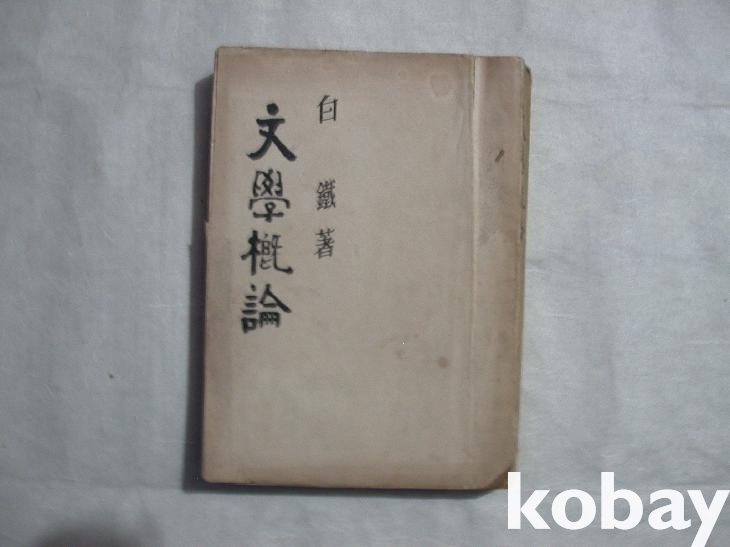 白 鐵 著
文學概論
kobay